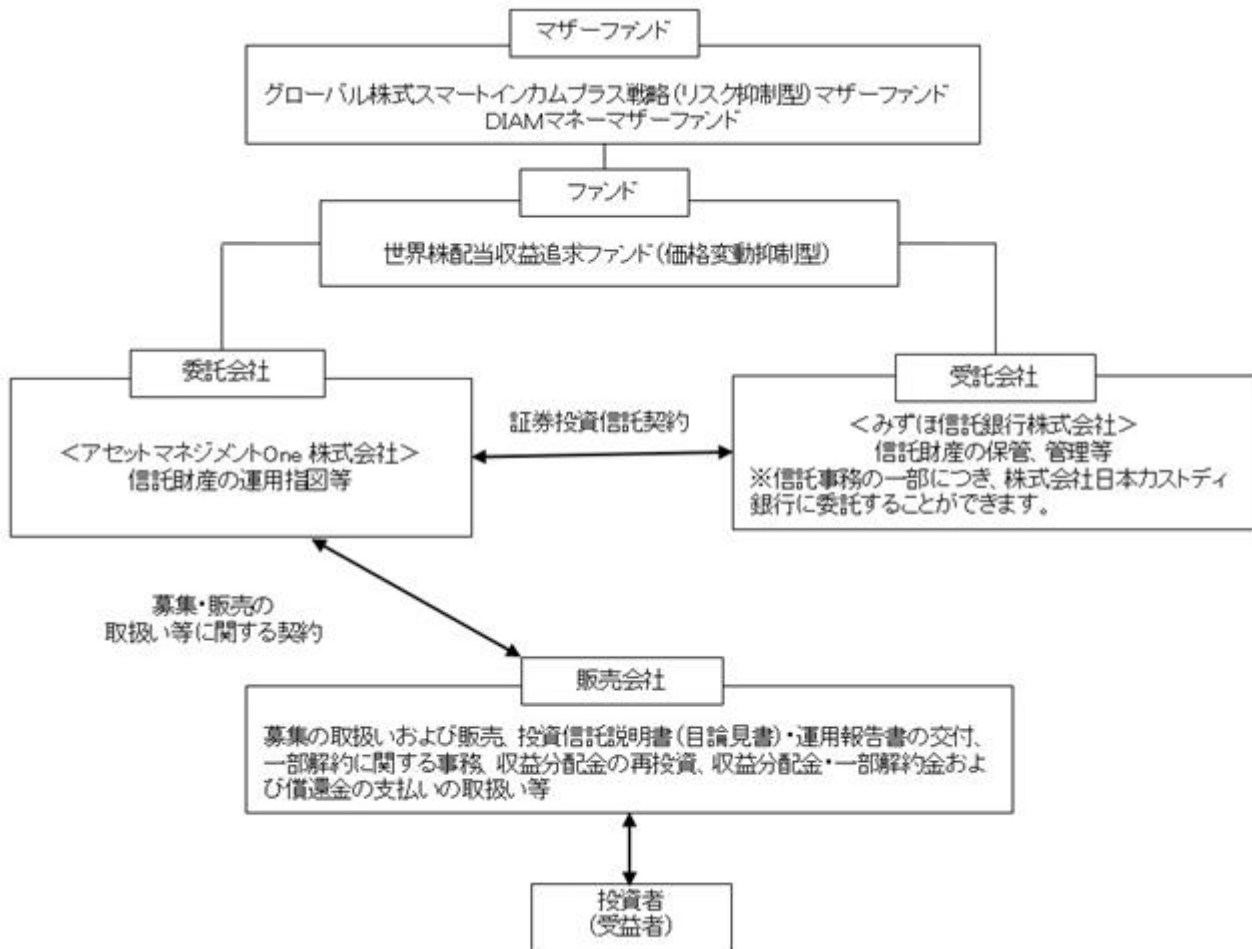 マザーファンド
グローバル株式スマートインカムプラス戦略(リスク抑制型)マザーファンド
DIAMマネーマザーファンド
ファンド
世界株配当収益追求ファンド(価格変動抑制型)
委託会社
<アセットマネジメントOne 株式会社>
信託財産の運用指図等
証券投資信託契約
受託会社
<みずほ信託銀行株式会社>
信託財産の保管、管理等
※信託事務の一部につき、株式会社日本カストディ
銀行に委託することができます。
募集・販売の
取扱い等に関する契約
販売会社
募集の取扱いおよび販売、投資信託説明書(目論見書)・運用報告書の交付、
一部解約に関する事務、収益分配金の再投資、収益分配金・一部解約金およ
び償還金の支払いの取扱い等
投資者
(受益者)